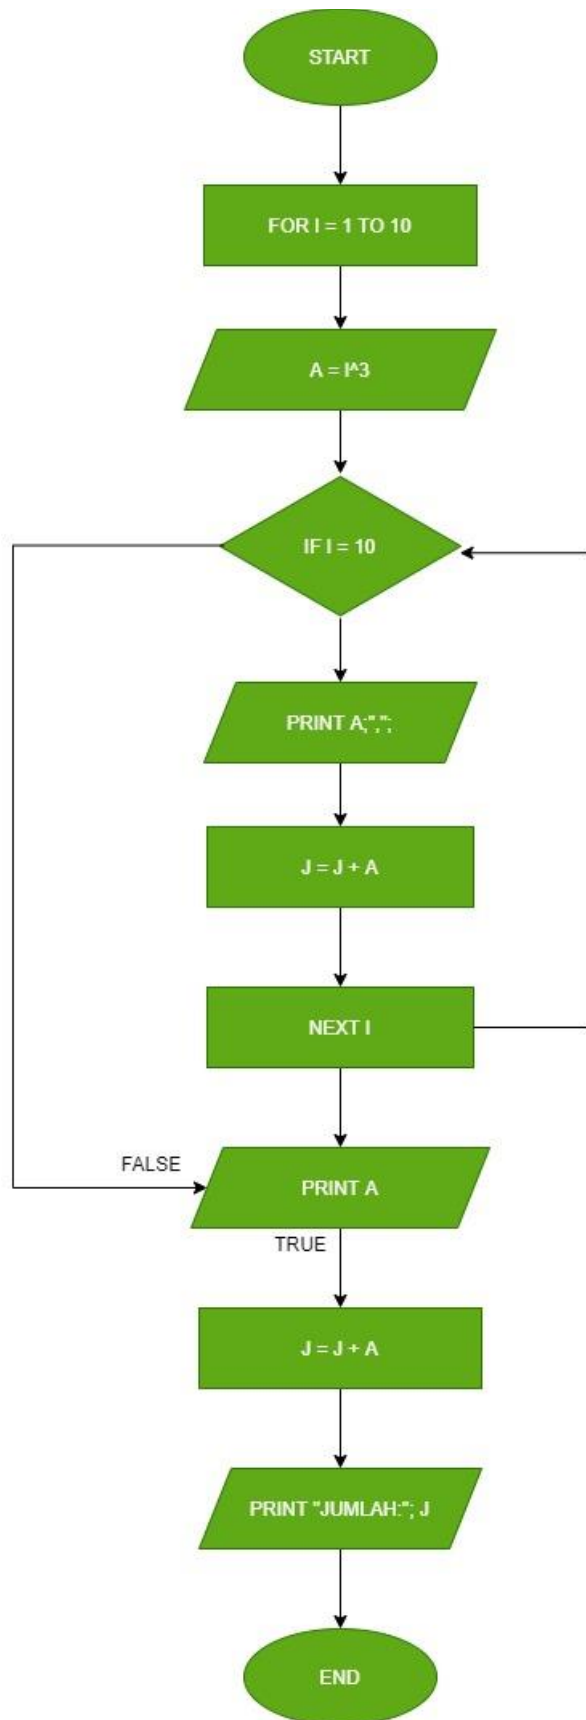 START
FOR I = 1 TO 10
A = I^3
IF I = 10
PRINT A;",";
J = J + A
NEXT I
FALSE
PRINT A
TRUE
J = J + A
PRINT "JUMLAH:"; J
END